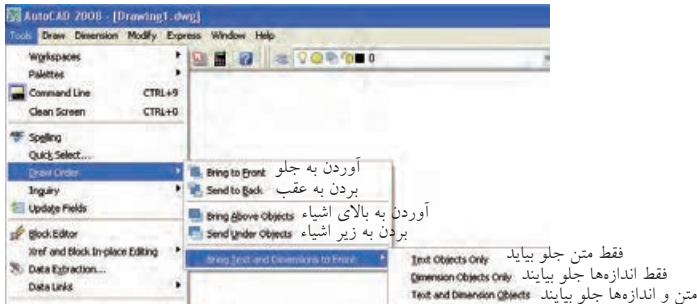 AutoCAD 2008 - [Drawing1.dwg]
Tools Draw Dimension Modify Express Window Help
Workspaces
0
Palettes
Command Line CTRL+9
Clean Screen CTRL+0
Spelling
Quick Select...
Draw Order
Bring to Front آوردن به جلو
Inquiry
Send to Back بردن به عقب
Update Fields
Bring Above Objects آوردن به بالای اشیاء
Block Editor
Send Under Objects بردن به زیر اشیاء
Xref and Block In-place Editing
Bring Text and Dimensions to Front
Text Objects Only فقط متن جلو بیاید
Data Extraction...
Dimension Objects Only فقط اندازه‌ها جلو بیایند
Data Links
Text and Dimension Objects متن و اندازه‌ها جلو بیایند